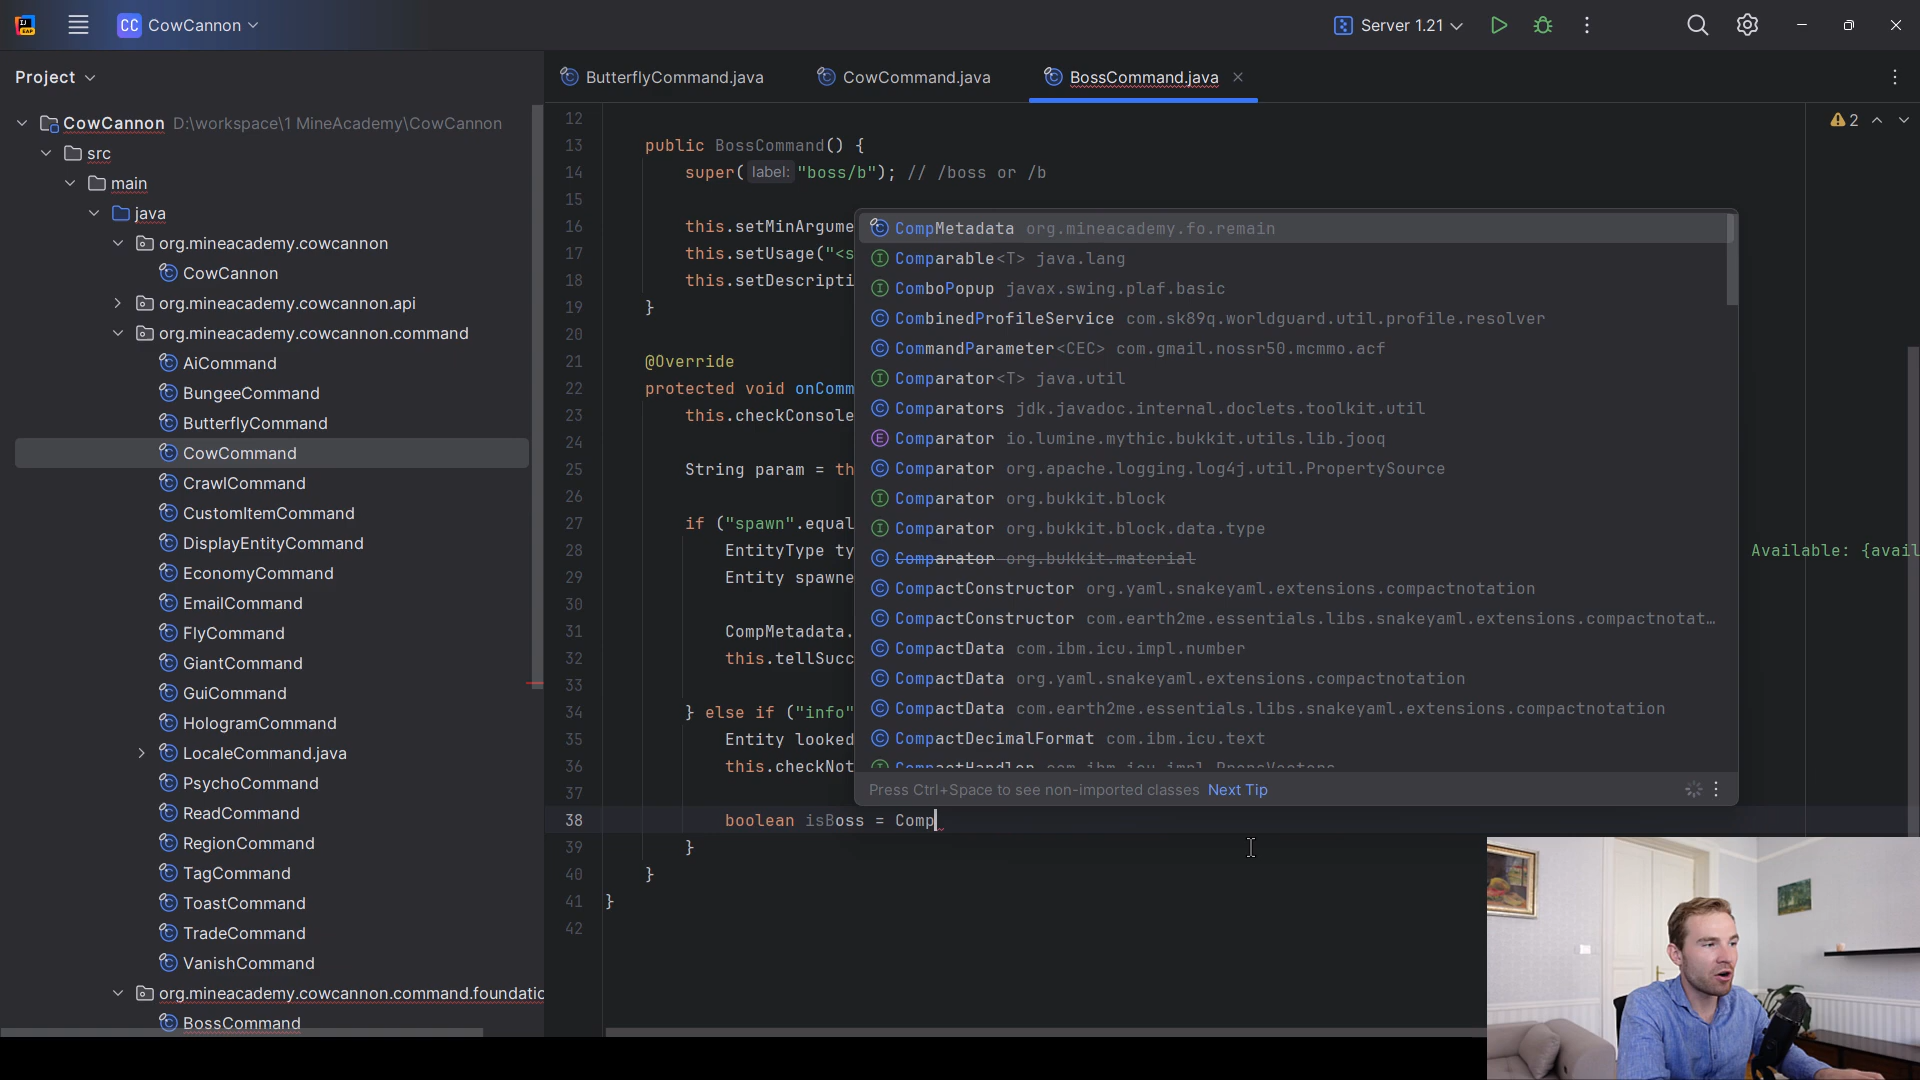 CC CowCannon
Server 1.21
Project
ButterflyCommand.java
CowCommand.java
BossCommand.java
CowCannon D:\workspace\1 MineAcademy\CowCannon
src
main
java
org.mineacademy.cowcannon
CowCannon
org.mineacademy.cowcannon.api
org.mineacademy.cowcannon.command
AiCommand
BungeeCommand
ButterflyCommand
CowCommand
CrawlCommand
CustomItemCommand
DisplayEntityCommand
EconomyCommand
EmailCommand
FlyCommand
GiantCommand
GuiCommand
HologramCommand
LocaleCommand.java
PsychoCommand
ReadCommand
RegionCommand
TagCommand
ToastCommand
TradeCommand
VanishCommand
org.mineacademy.cowcannon.command.foundatic
BossCommand
2
12
13 public BossCommand() {
14 super( label: "boss/b"); // /boss or /b
15
16 this.setMinArgume
17 this.setUsage("<s
18 this.setDescripti
19 }
20
21 @Override
22 protected void onComm
23 this.checkConsole
24
25 String param = th
26
27 if ("spawn".equal
28 EntityType ty
Available: {avail
29 Entity spawne
30
31 CompMetadata.
32 this.tellSucc
33
34 } else if ("info"
35 Entity looked
36 this.checkNot
37
38 boolean isBoss = Comp
39 }
40 }
41 }
42
CompMetadata org.mineacademy.fo.remain
Comparable<T> java.lang
ComboPopup javax.swing.plaf.basic
CombinedProfileService com.sk89q.worldguard.util.profile.resolver
CommandParameter<CEC> com.gmail.nossr50.mcmmo.acf
Comparator<T> java.util
Comparators jdk.javadoc.internal.doclets.toolkit.util
Comparator io.lumine.mythic.bukkit.utils.lib.jooq
Comparator org.apache.logging.log4j.util.PropertySource
Comparator org.bukkit.block
Comparator org.bukkit.block.data.type
Comparator org.bukkit.material
CompactConstructor org.yaml.snakeyaml.extensions.compactnotation
CompactConstructor com.earth2me.essentials.libs.snakeyaml.extensions.compactnotat…
CompactData com.ibm.icu.impl.number
CompactData org.yaml.snakeyaml.extensions.compactnotation
CompactData com.earth2me.essentials.libs.snakeyaml.extensions.compactnotation
CompactDecimalFormat com.ibm.icu.text
CompactHandler com.ibm.icu.impl.PropsVectors
Press Ctrl+Space to see non-imported classes Next Tip